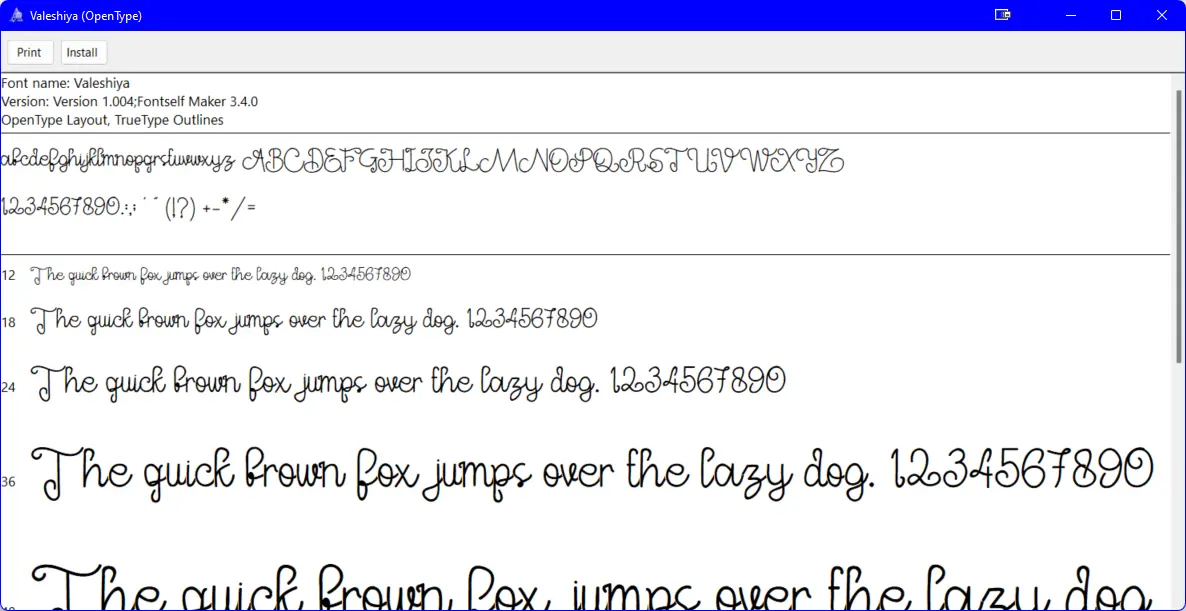 Valeshiya (OpenType)
Print Install
Font name: Valeshiya
Version: Version 1.004;Fontself Maker 3.4.0
OpenType Layout, TrueType Outlines
abcdefghijklmnopqrstuvwxyz ABCDEFGHIJKLMNOPQRSTUVWXYZ
1234567890.:,; ' " (!?) +-*/=
12 The quick brown fox jumps over the lazy dog. 1234567890
18 The quick brown fox jumps over the lazy dog. 1234567890
24 The quick brown fox jumps over the lazy dog. 1234567890
36 The quick brown fox jumps over the lazy dog. 1234567890
The quick brown fox jumps over the lazy dog.